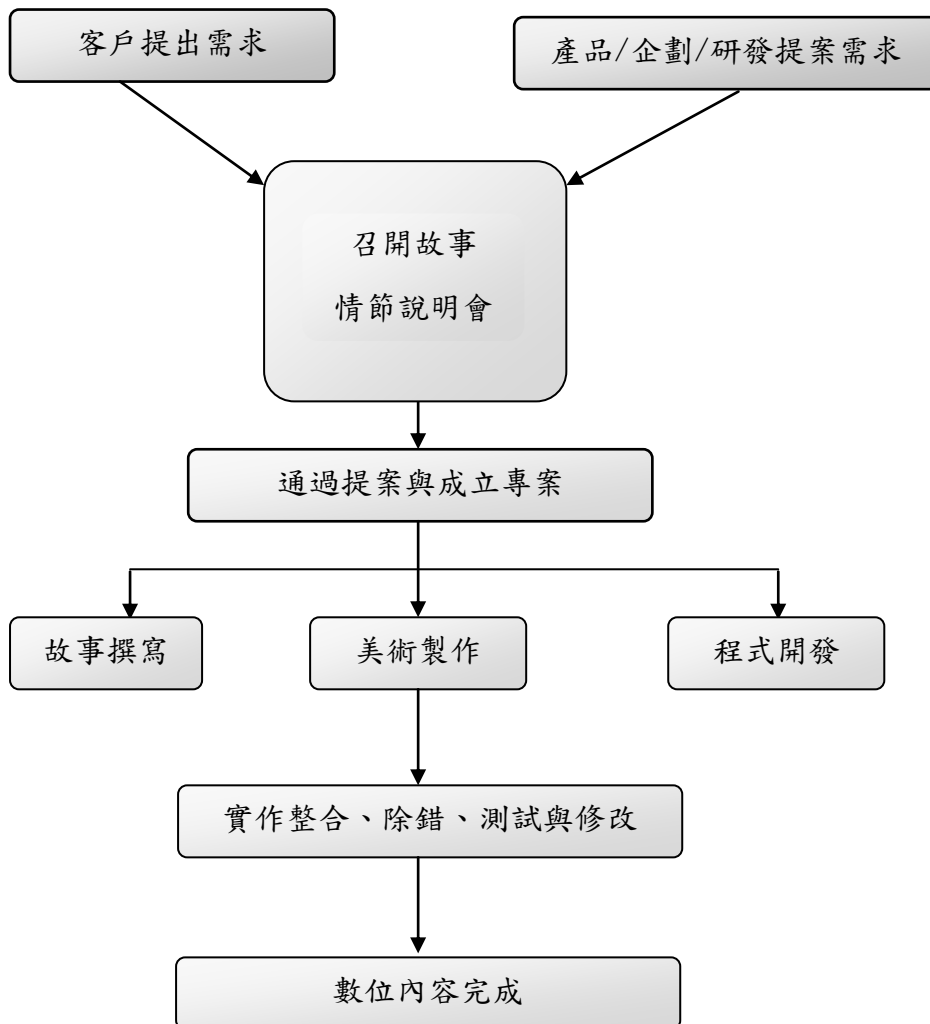 客戶提出需求
產品/企劃/研發提案需求
召開故事
情節說明會
通過提案與成立專案
故事撰寫
美術製作
程式開發
實作整合、除錯、測試與修改
數位內容完成